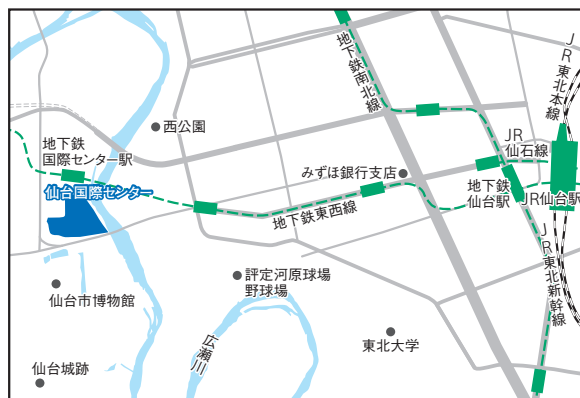 地下鉄南北線
JR東北本線
西公園
地下鉄
国際センター駅
JR
仙石線
みずほ銀行支店
仙台国際センター
地下鉄
仙台駅
JR仙台駅
地下鉄東西線
JR東北新幹線
評定河原球場
野球場
仙台市博物館
広瀬川
東北大学
仙台城跡